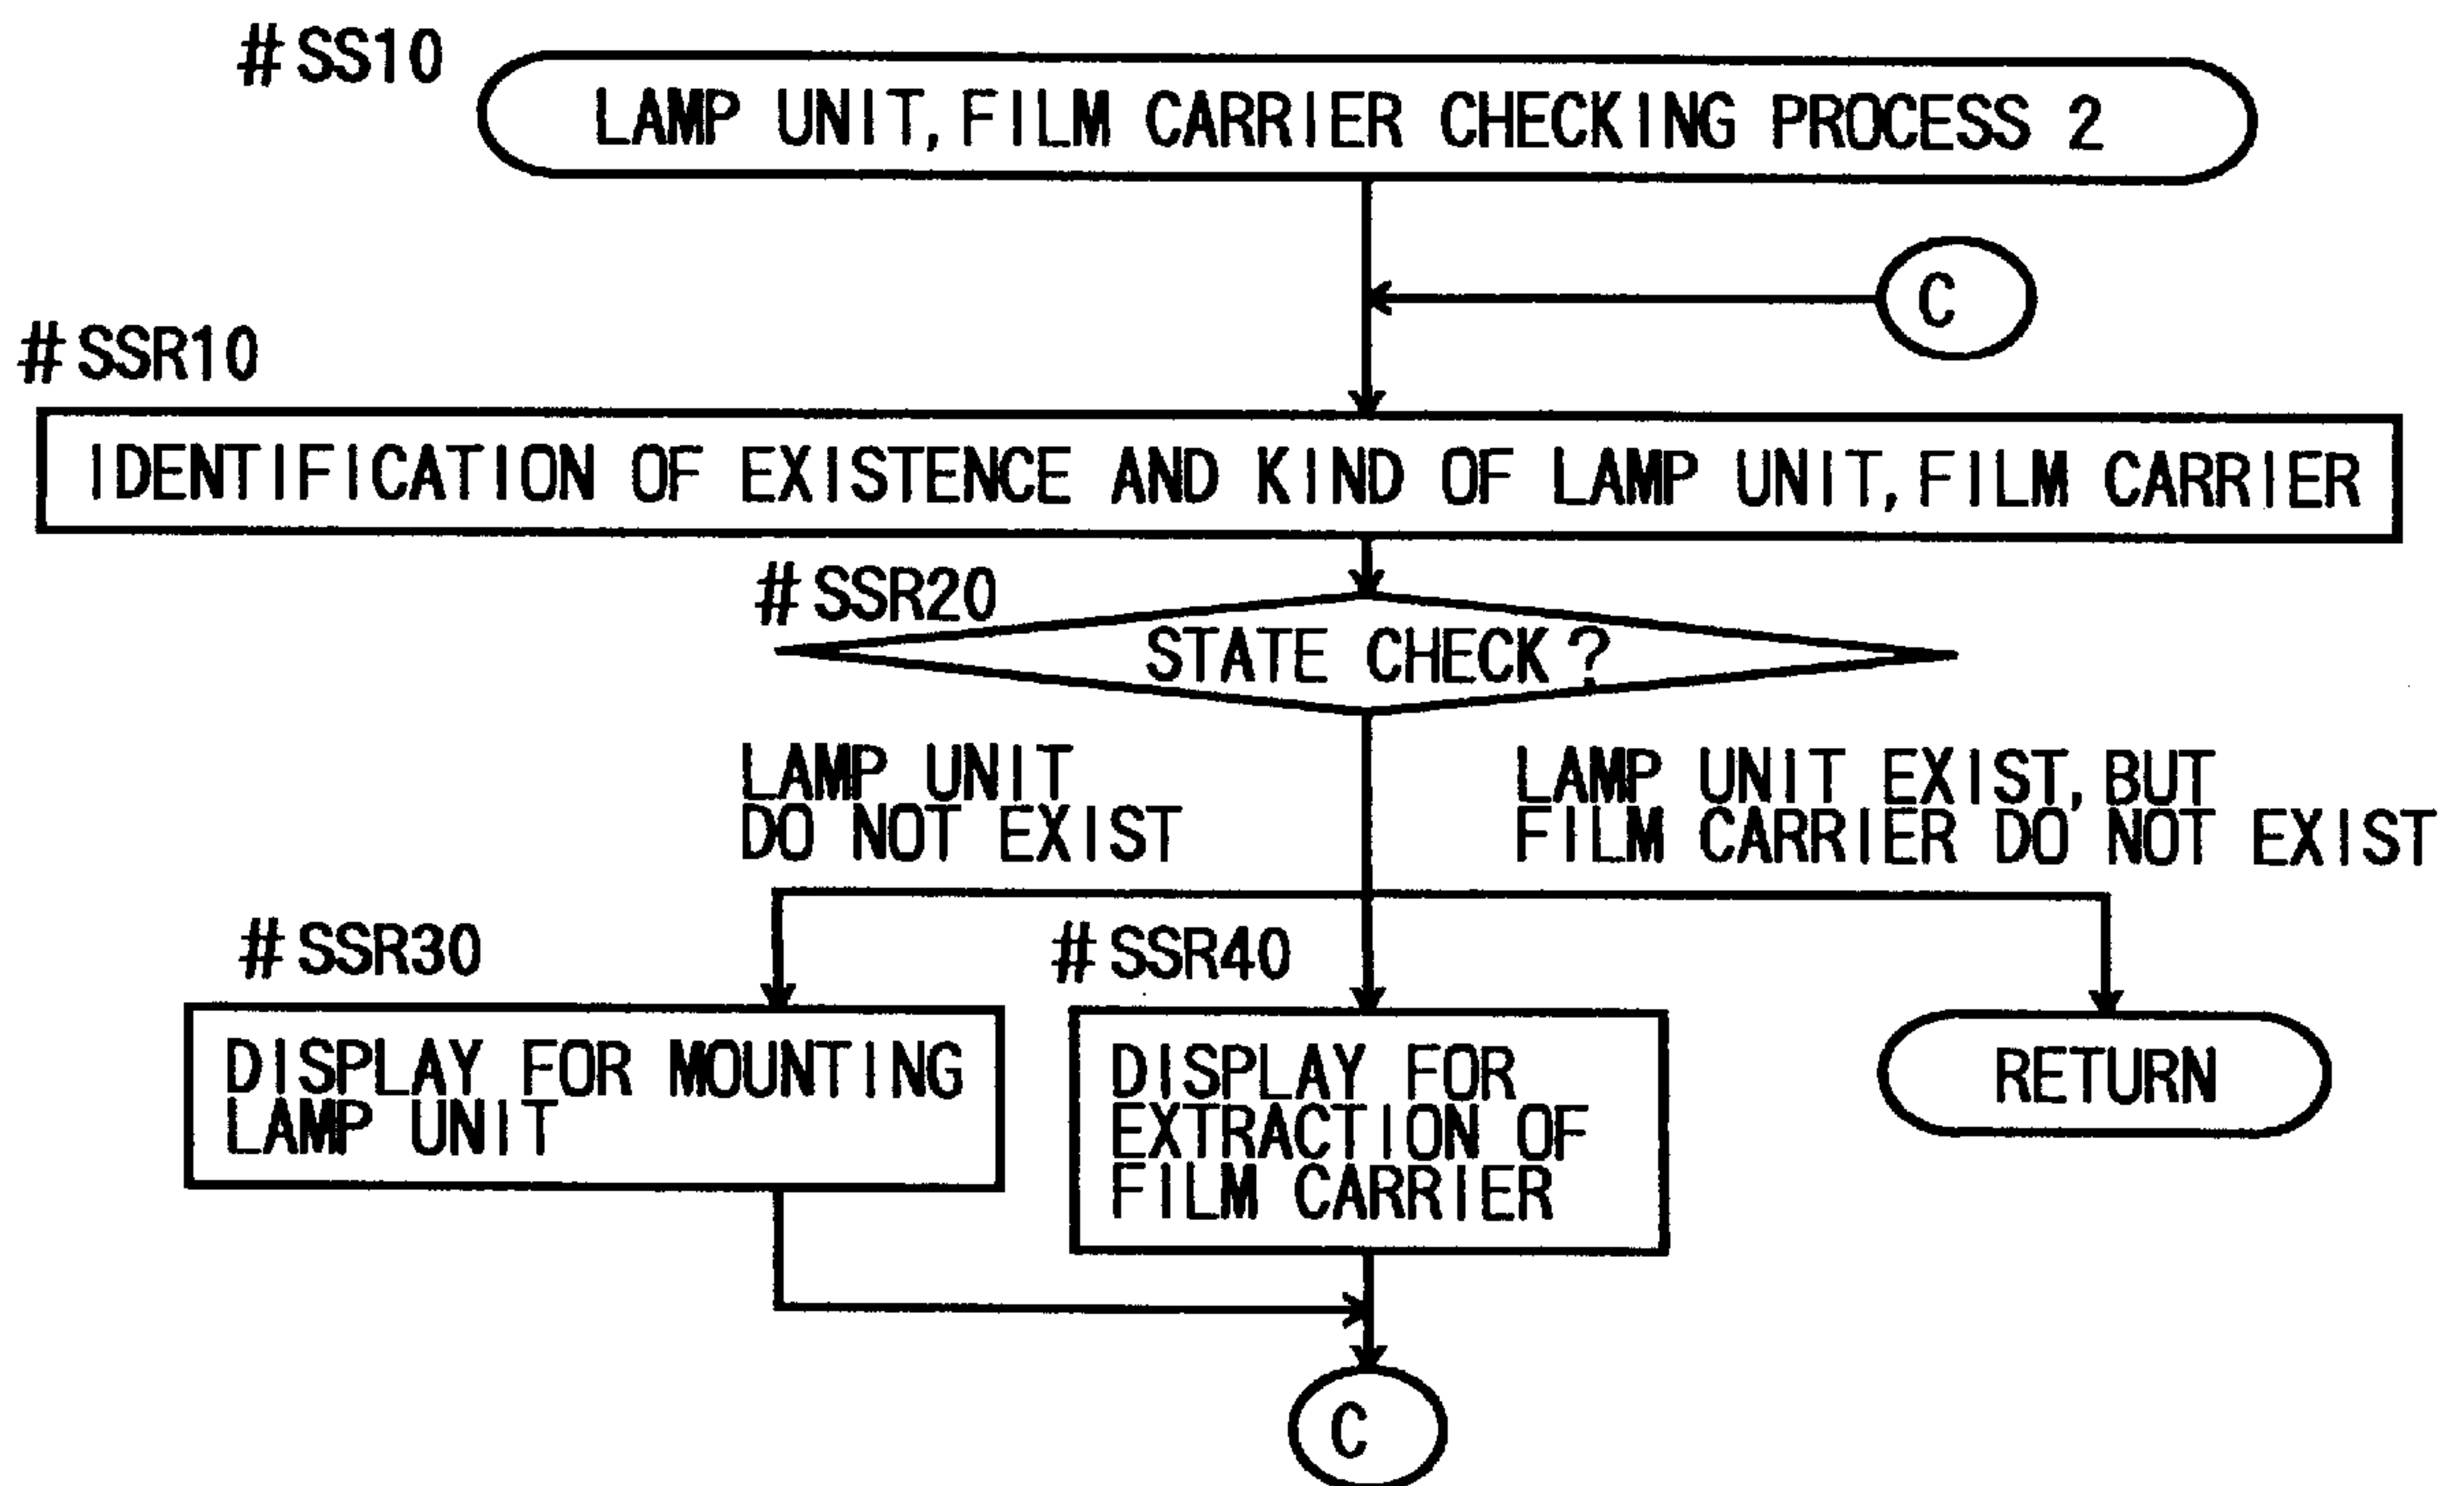 #SS10
LAMP UNIT, FILM CARRIER CHECKING PROCESS 2
C
#SSR10
IDENTIFICATION OF EXISTENCE AND KIND OF LAMP UNIT, FILM CARRIER
#SSR20
STATE CHECK?
LAMP UNIT
DO NOT EXIST
LAMP UNIT EXIST, BUT
FILM CARRIER DO NOT EXIST
#SSR30
DISPLAY FOR MOUNTING
LAMP UNIT
#SSR40
DISPLAY FOR
EXTRACTION OF
FILM CARRIER
RETURN
C